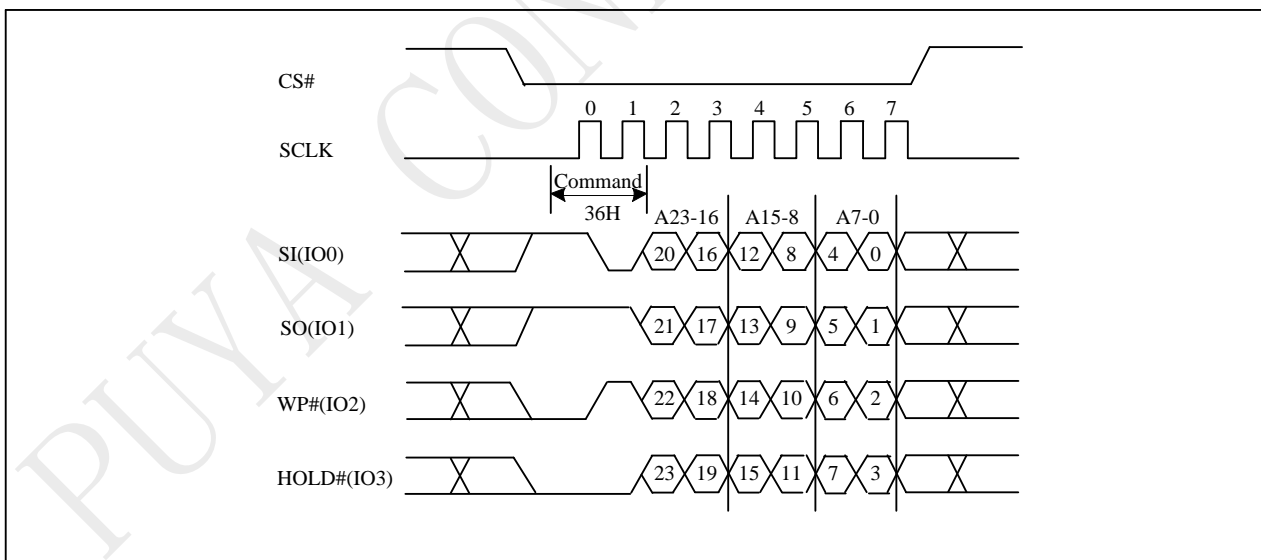 PUYA CON
CS#
0 1 2 3 4 5 6 7
SCLK
Command
36H
A23-16 A15-8 A7-0
SI(IO0)
20 16 12 8 4 0
SO(IO1)
21 17 13 9 5 1
WP#(IO2)
22 18 14 10 6 2
HOLD#(IO3)
23 19 15 11 7 3